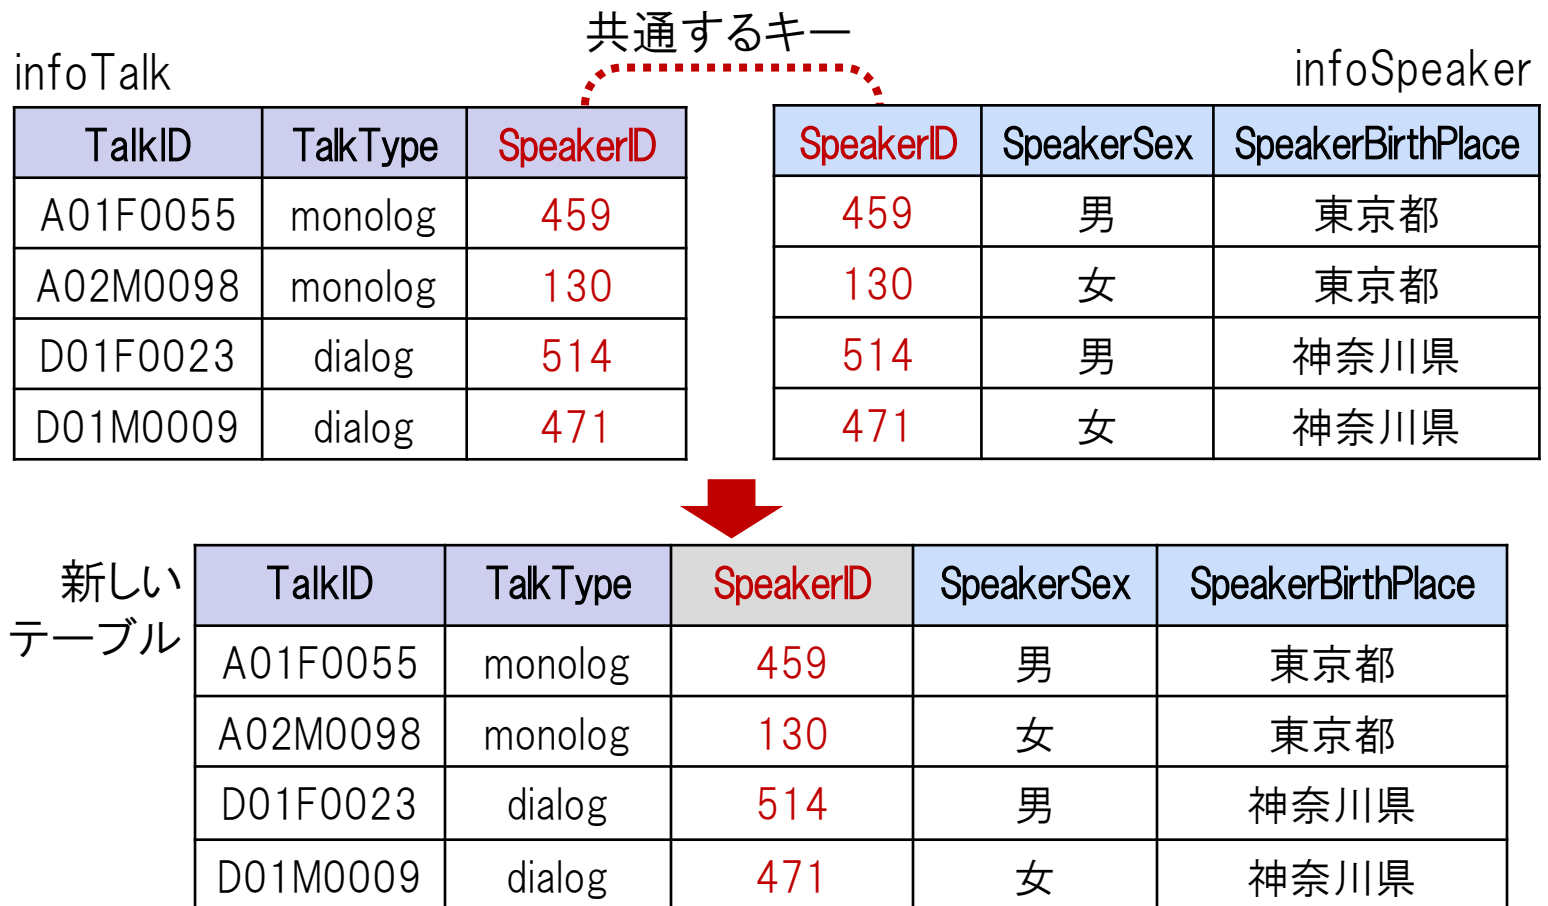 共通するキー
infoTalk
infoSpeaker
TalkID TalkType SpeakerID
A01F0055 monolog 459
A02M0098 monolog 130
D01F0023 dialog 514
D01M0009 dialog 471
SpeakerID SpeakerSex SpeakerBirthPlace
459 男 東京都
130 女 東京都
514 男 神奈川県
471 女 神奈川県
新しい
テーブル
TalkID TalkType SpeakerID SpeakerSex SpeakerBirthPlace
A01F0055 monolog 459 男 東京都
A02M0098 monolog 130 女 東京都
D01F0023 dialog 514 男 神奈川県
D01M0009 dialog 471 女 神奈川県